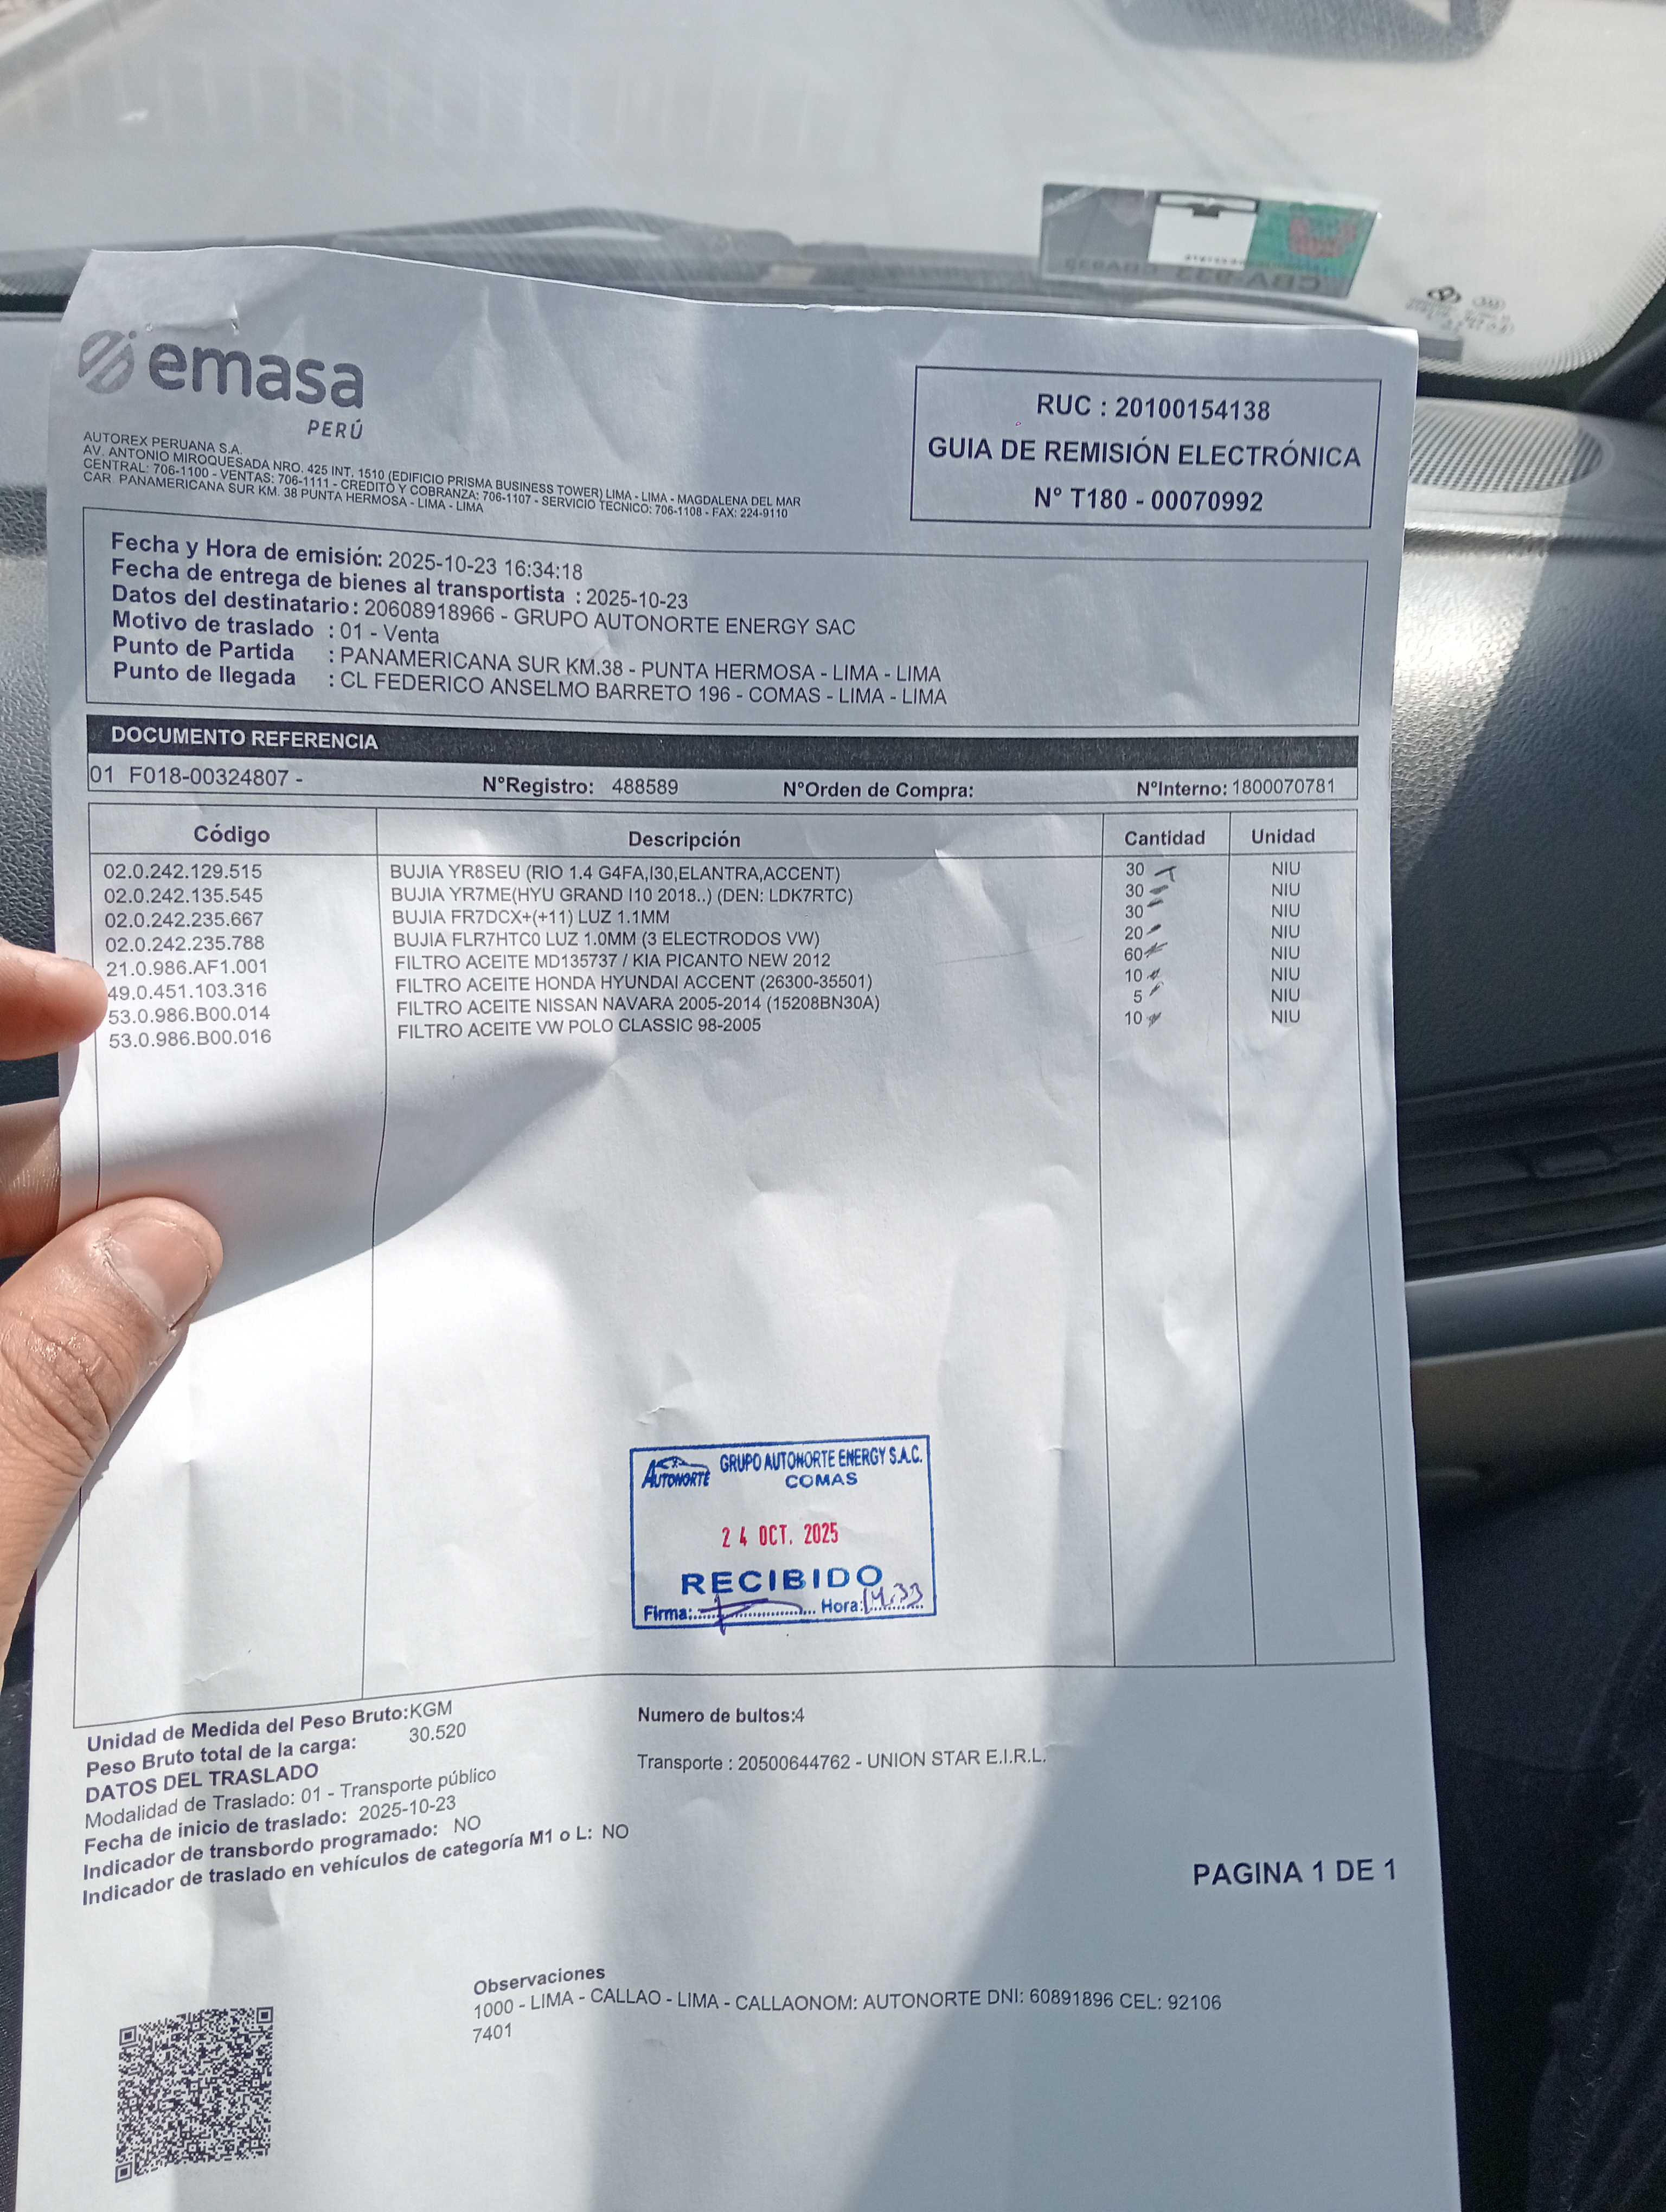 emasa
PERÚ
AUTOREX PERUANA S.A.
AV. ANTONIO MIROQUESADA NRO. 425 INT. 1510 (EDIFICIO PRISMA BUSINESS TOWER) LIMA - LIMA - MAGDALENA DEL MAR
CENTRAL: 706-1100 - VENTAS: 706-1111 - CREDITO Y COBRANZA: 706-1107 - SERVICIO TECNICO: 706-1108 - FAX: 224-9110
CAR. PANAMERICANA SUR KM. 38 PUNTA HERMOSA - LIMA - LIMA
RUC : 20100154138
GUIA DE REMISIÓN ELECTRÓNICA
N° T180 - 00070992
Fecha y Hora de emisión: 2025-10-23 16:34:18
Fecha de entrega de bienes al transportista : 2025-10-23
Datos del destinatario : 20608918966 - GRUPO AUTONORTE ENERGY SAC
Motivo de traslado : 01 - Venta
Punto de Partida : PANAMERICANA SUR KM.38 - PUNTA HERMOSA - LIMA - LIMA
Punto de llegada : CL FEDERICO ANSELMO BARRETO 196 - COMAS - LIMA - LIMA
DOCUMENTO REFERENCIA
01 F018-00324807 - N°Registro: 488589 N°Orden de Compra: N°Interno: 1800070781
Código Descripción Cantidad Unidad
02.0.242.129.515 BUJIA YR8SEU (RIO 1.4 G4FA,I30,ELANTRA,ACCENT) 30 NIU
02.0.242.135.545 BUJIA YR7ME(HYU GRAND I10 2018..) (DEN: LDK7RTC) 30 NIU
02.0.242.235.667 BUJIA FR7DCX+(+11) LUZ 1.1MM 30 NIU
02.0.242.235.788 BUJIA FLR7HTC0 LUZ 1.0MM (3 ELECTRODOS VW) 20 NIU
21.0.986.AF1.001 FILTRO ACEITE MD135737 / KIA PICANTO NEW 2012 60 NIU
49.0.451.103.316 FILTRO ACEITE HONDA HYUNDAI ACCENT (26300-35501) 10 NIU
53.0.986.B00.014 FILTRO ACEITE NISSAN NAVARA 2005-2014 (15208BN30A) 5 NIU
53.0.986.B00.016 FILTRO ACEITE VW POLO CLASSIC 98-2005 10 NIU
AUTONORTE
GRUPO AUTONORTE ENERGY S.A.C.
COMAS
24 OCT. 2025
RECIBIDO
Firma: Hora: 14:33
Unidad de Medida del Peso Bruto:KGM
Peso Bruto total de la carga: 30.520
DATOS DEL TRASLADO
Modalidad de Traslado: 01 - Transporte público
Fecha de inicio de traslado: 2025-10-23
Indicador de transbordo programado: NO
Indicador de traslado en vehículos de categoría M1 o L: NO
Numero de bultos:4
Transporte : 20500644762 - UNION STAR E.I.R.L.
PAGINA 1 DE 1
Observaciones
1000 - LIMA - CALLAO - LIMA - CALLAONOM: AUTONORTE DNI: 60891896 CEL: 92106
7401